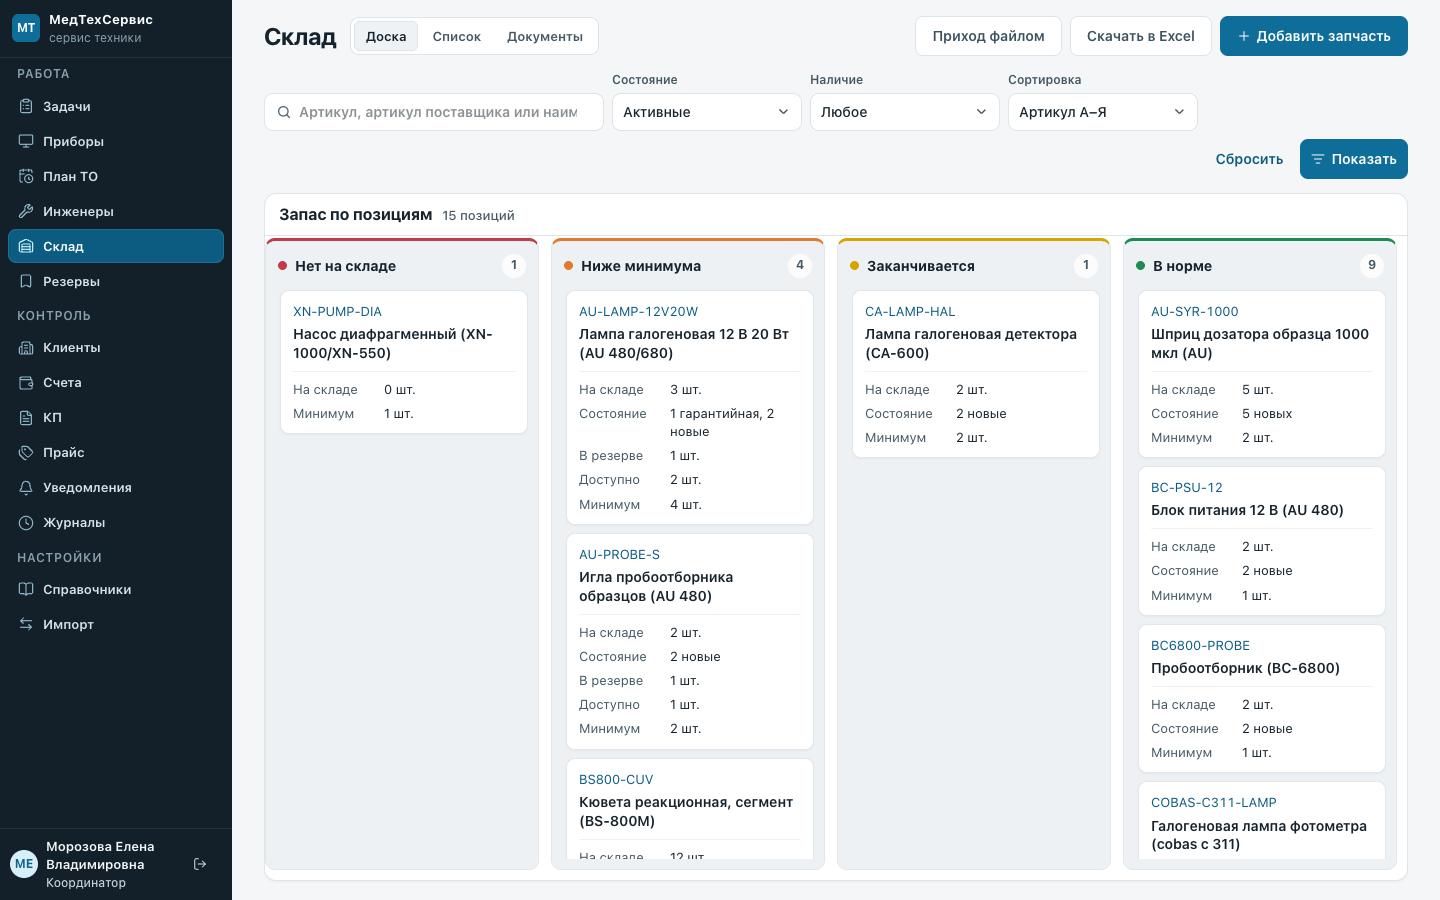 МТ
МедТехСервис
сервис техники
РАБОТА
Задачи
Приборы
План ТО
Инженеры
Склад
Резервы
КОНТРОЛЬ
Клиенты
Счета
КП
Прайс
Уведомления
Журналы
НАСТРОЙКИ
Справочники
Импорт
МЕ
Морозова Елена
Владимировна
Координатор
Склад
Доска
Список
Документы
Приход файлом
Скачать в Excel
+ Добавить запчасть
Артикул, артикул поставщика или наим
Состояние
Активные
Наличие
Любое
Сортировка
Артикул А–Я
Сбросить
Показать
Запас по позициям 15 позиций
Нет на складе 1
XN-PUMP-DIA
Насос диафрагменный (XN-
1000/XN-550)
На складе 0 шт.
Минимум 1 шт.
Ниже минимума 4
AU-LAMP-12V20W
Лампа галогеновая 12 В 20 Вт
(AU 480/680)
На складе 3 шт.
Состояние 1 гарантийная, 2
новые
В резерве 1 шт.
Доступно 2 шт.
Минимум 4 шт.
AU-PROBE-S
Игла пробоотборника
образцов (AU 480)
На складе 2 шт.
Состояние 2 новые
В резерве 1 шт.
Доступно 1 шт.
Минимум 2 шт.
BS800-CUV
Кювета реакционная, сегмент
(BS-800M)
На складе 12 шт.
Заканчивается 1
CA-LAMP-HAL
Лампа галогеновая детектора
(CA-600)
На складе 2 шт.
Состояние 2 новые
Минимум 2 шт.
В норме 9
AU-SYR-1000
Шприц дозатора образца 1000
мкл (AU)
На складе 5 шт.
Состояние 5 новых
Минимум 2 шт.
BC-PSU-12
Блок питания 12 В (AU 480)
На складе 2 шт.
Состояние 2 новые
Минимум 1 шт.
BC6800-PROBE
Пробоотборник (BC-6800)
На складе 2 шт.
Состояние 2 новые
Минимум 1 шт.
COBAS-C311-LAMP
Галогеновая лампа фотометра
(cobas c 311)